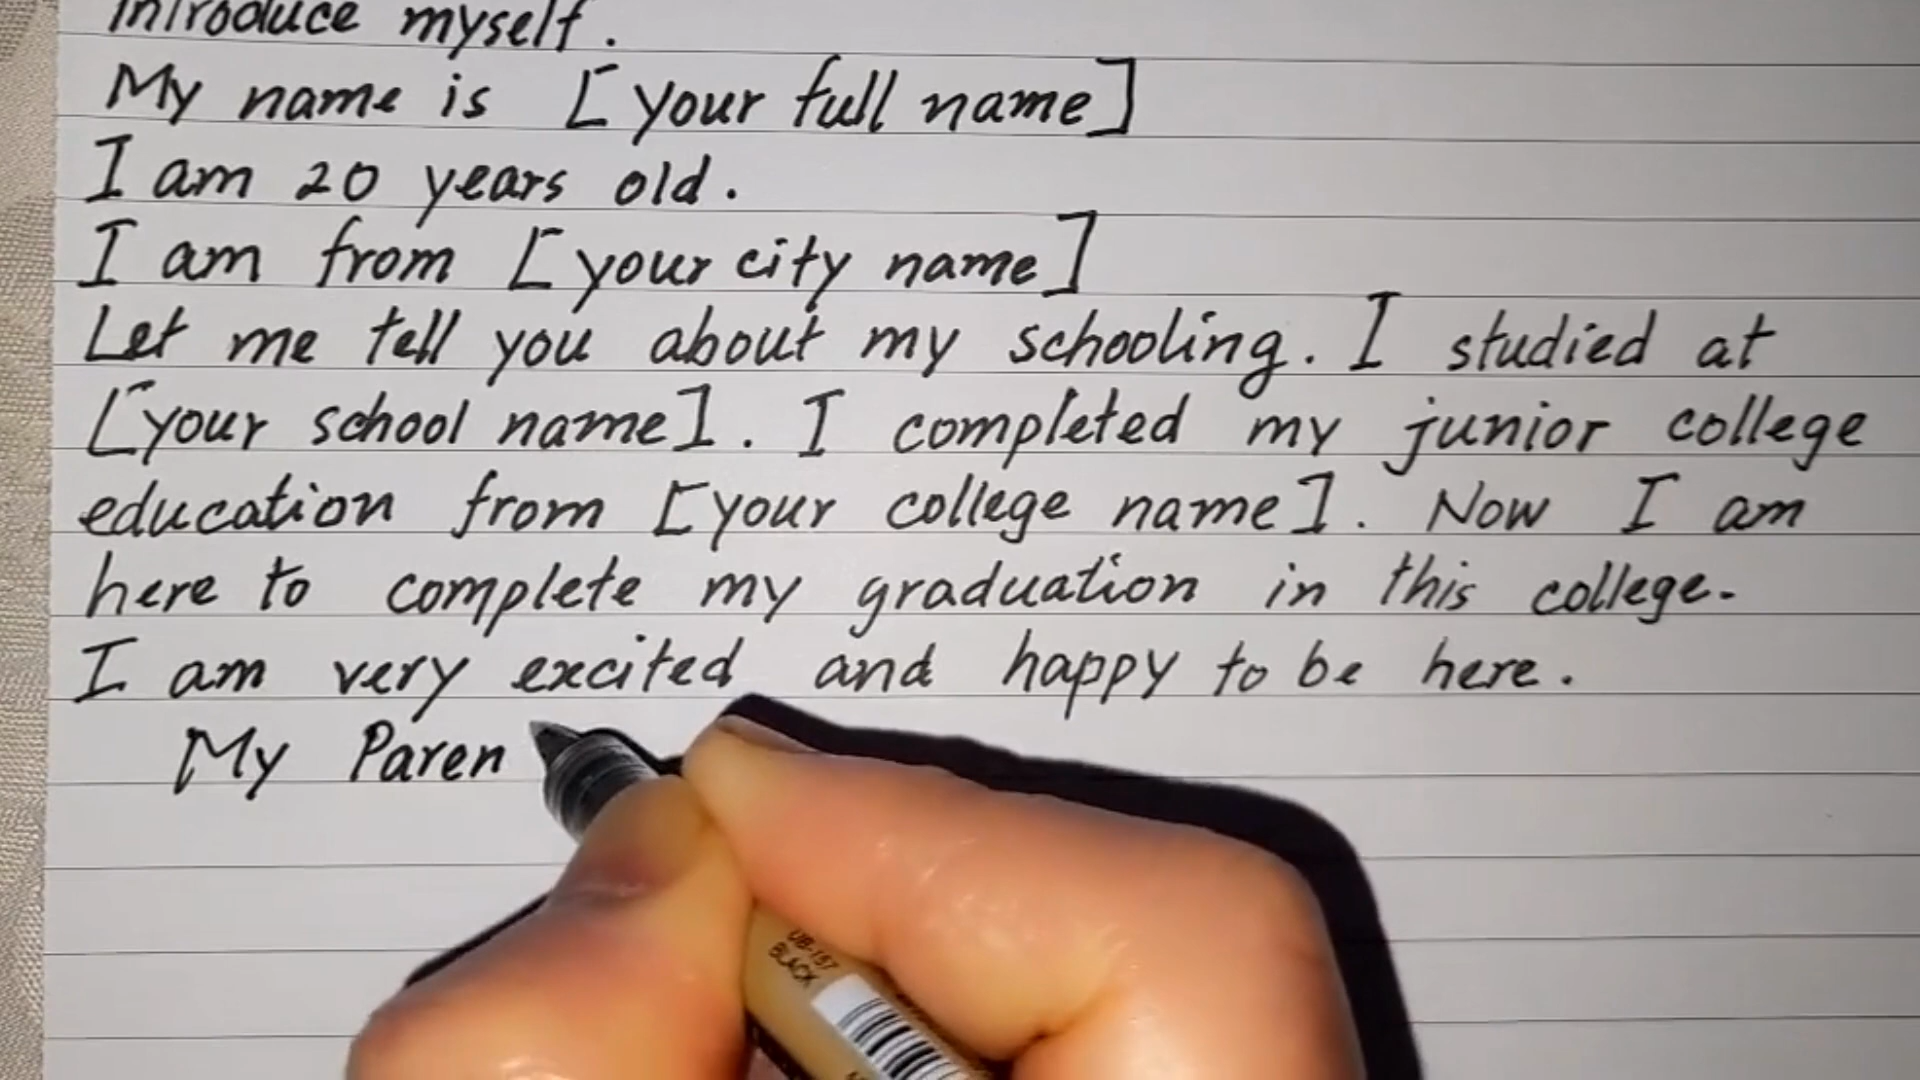 introduce myself.
My name is [your full name]
I am 20 years old.
I am from [your city name]
Let me tell you about my schooling. I studied at
[your school name]. I completed my junior college
education from [your college name]. Now I am
here to complete my graduation in this college.
I am very excited and happy to be here.
My Paren
UB-157
BLACK